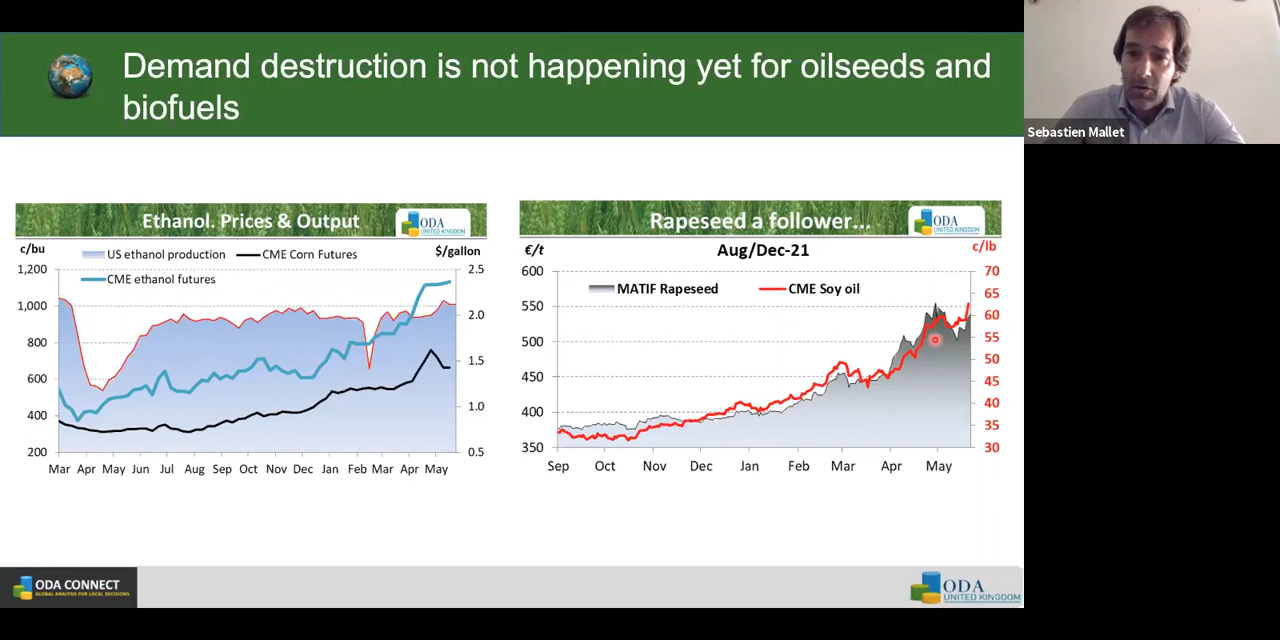 Demand destruction is not happening yet for oilseeds and
biofuels
Sebastien Mallet
Ethanol. Prices & Output
ODA
UNITED KINGDOM
c/bu
$/gallon
US ethanol production
CME Corn Futures
CME ethanol futures
1,200
1,000
800
600
400
200
2.5
2.0
1.5
1.0
0.5
Mar Apr May Jun Jul Aug Sep Oct Nov Dec Jan Feb Mar Apr May
Rapeseed a follower...
ODA
UNITED KINGDOM
€/t
Aug/Dec-21
c/lb
MATIF Rapeseed
CME Soy oil
600
550
500
450
400
350
70
65
60
55
50
45
40
35
30
Sep Oct Nov Dec Jan Feb Mar Apr May
ODA CONNECT
GLOBAL ANALYSIS FOR LOCAL DECISIONS
ODA
UNITED KINGDOM